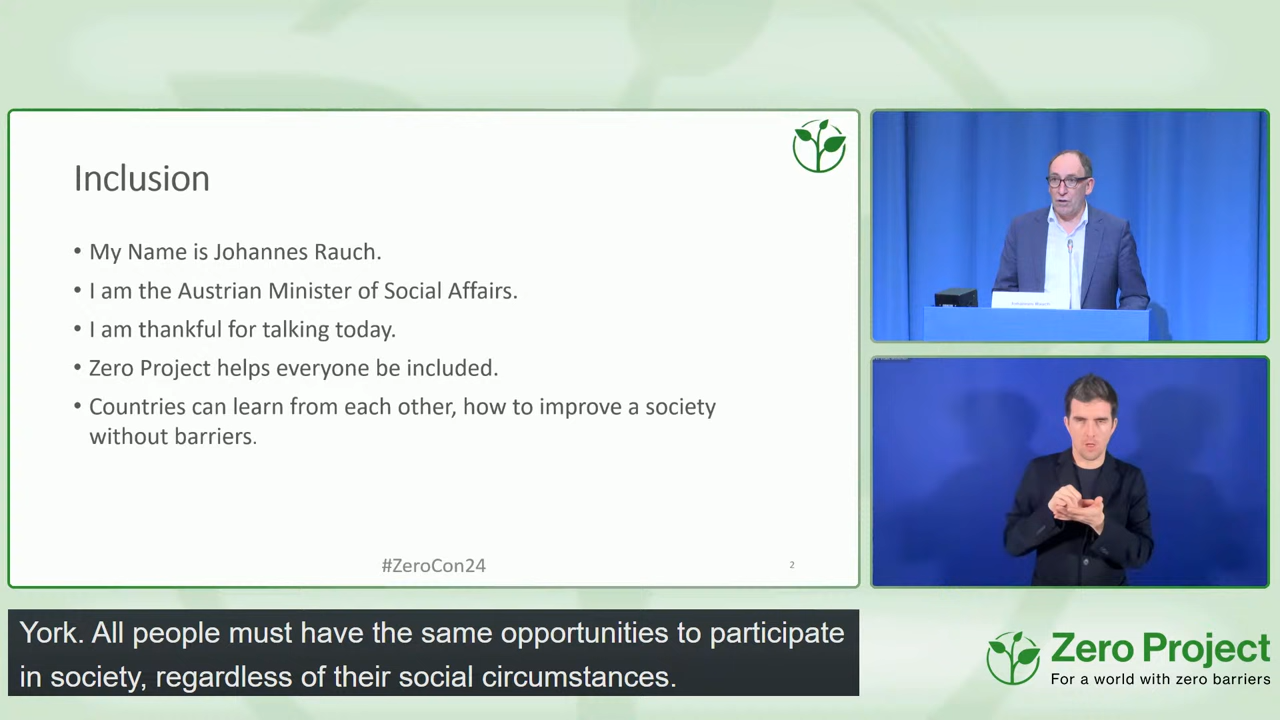 Inclusion
• My Name is Johannes Rauch.
• I am the Austrian Minister of Social Affairs.
• I am thankful for talking today.
• Zero Project helps everyone be included.
• Countries can learn from each other, how to improve a society
without barriers.
#ZeroCon24
2
Johannes Rauch
York. All people must have the same opportunities to participate
in society, regardless of their social circumstances.
Zero Project
For a world with zero barriers